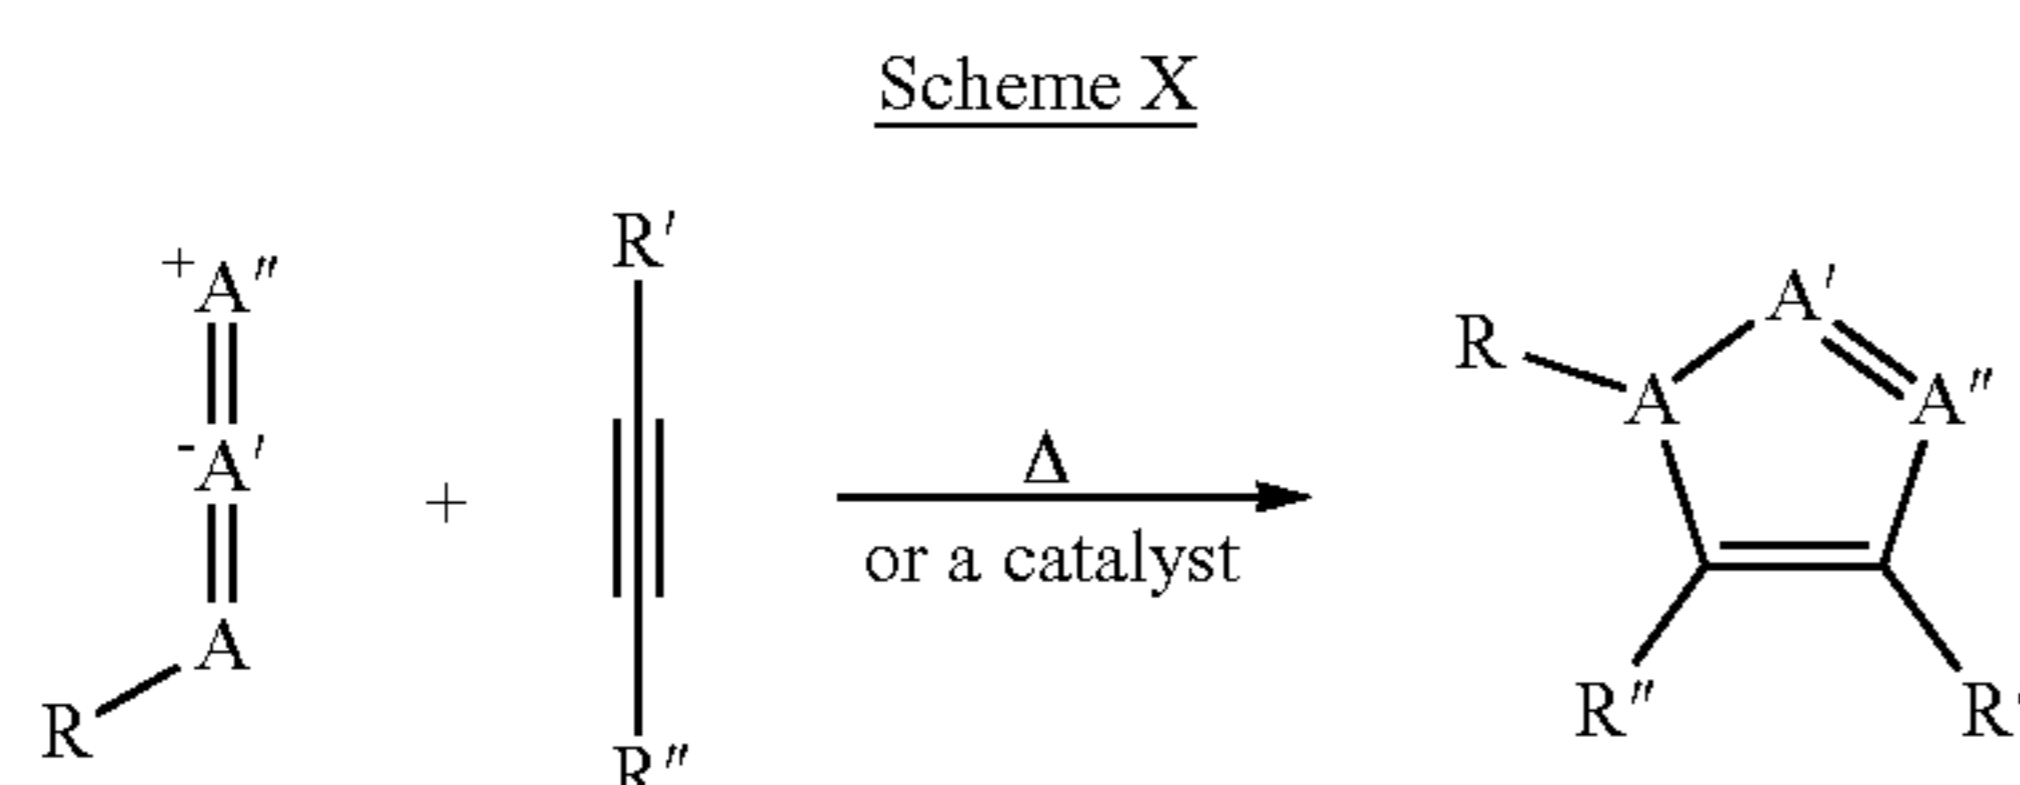 Scheme X
R′
⁺A″
R A′
⁻A′ + Δ A A″
or a catalyst
A
R R″ R″ R′